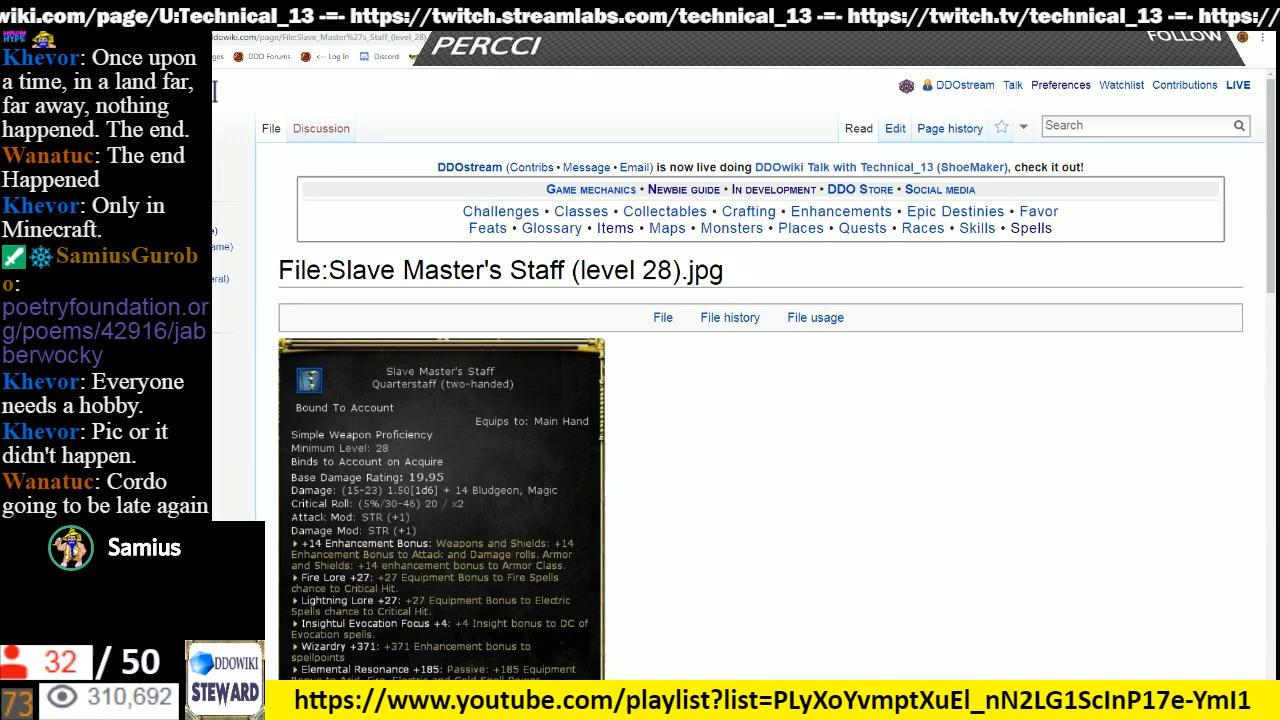 wiki.com/page/U:Technical_13 -=- https://twitch.streamlabs.com/technical_13 -=- https://twitch.tv/technical_13 -=- https:/
Khevor: Once upon
a time, in a land far,
far away, nothing
happened. The end.
Wanatuc: The end
Happened
Khevor: Only in
Minecraft.
SamiusGurob
o:
poetryfoundation.or
g/poems/42916/jab
berwocky
Khevor: Everyone
needs a hobby.
Khevor: Pic or it
didn't happen.
Wanatuc: Cordo
going to be late again
Samius
32 / 50
73 310,692
DDOWIKI
STEWARD
ddowiki.com/page/File:Slave_Master%27s_Staff_(level_28).
DDO Forums <-- Log In Discord
PERCCI
FOLLOW
DDOstream Talk Preferences Watchlist Contributions LIVE
File Discussion Read Edit Page history Search
DDOstream (Contribs • Message • Email) is now live doing DDOwiki Talk with Technical_13 (ShoeMaker), check it out!
Game mechanics • Newbie guide • In development • DDO Store • Social media
Challenges • Classes • Collectables • Crafting • Enhancements • Epic Destinies • Favor
Feats • Glossary • Items • Maps • Monsters • Places • Quests • Races • Skills • Spells
File:Slave Master's Staff (level 28).jpg
File File history File usage
Slave Master's Staff
Quarterstaff (two-handed)
Bound To Account
Equips to: Main Hand
Simple Weapon Proficiency
Minimum Level: 28
Binds to Account on Acquire
Base Damage Rating: 19.95
Damage: (15-23) 1.50[1d6] + 14 Bludgeon, Magic
Critical Roll: (5%/30-46) 20 / x2
Attack Mod: STR (+1)
Damage Mod: STR (+1)
+14 Enhancement Bonus: Weapons and Shields: +14
Enhancement Bonus to Attack and Damage rolls. Armor
and Shields: +14 enhancement bonus to Armor Class.
Fire Lore +27: +27 Equipment Bonus to Fire Spells
chance to Critical Hit.
Lightning Lore +27: +27 Equipment Bonus to Electric
Spells chance to Critical Hit.
Insightful Evocation Focus +4: +4 Insight bonus to DC of
Evocation spells.
Wizardry +371: +371 Enhancement bonus to
spellpoints
Elemental Resonance +185: Passive: +185 Equipment
https://www.youtube.com/playlist?list=PLyXoYvmptXuEl_nN2LG1ScInP17e-YmI1